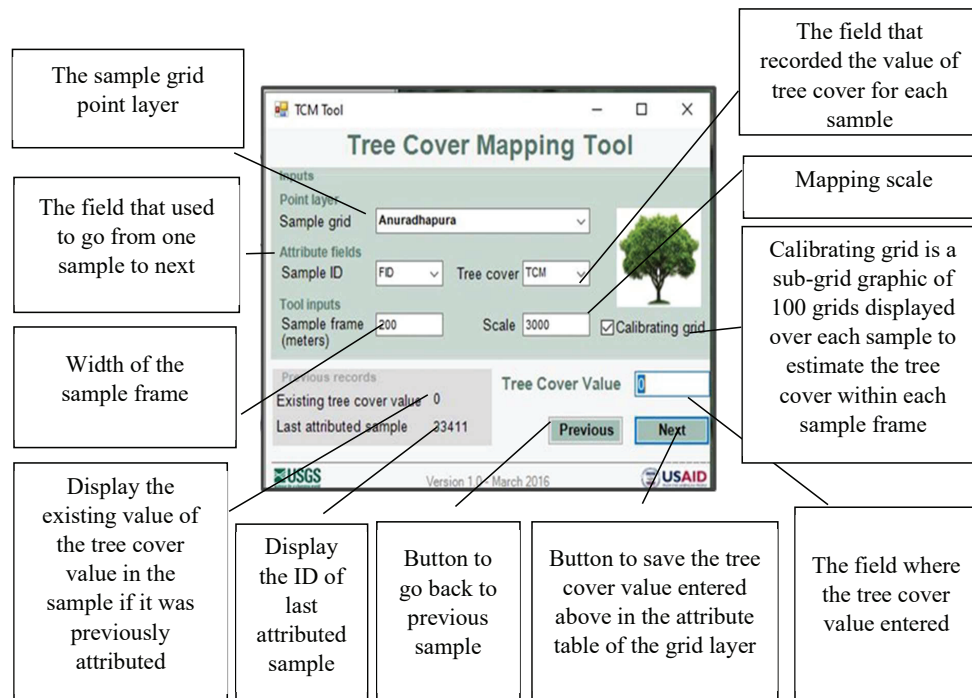 The sample grid
point layer
The field that used
to go from one
sample to next
Width of the
sample frame
Display the
existing value of
the tree cover
value in the
sample if it was
previously
attributed
Display
the ID of
last
attributed
sample
Button to
go back to
previous
sample
Button to save the tree
cover value entered
above in the attribute
table of the grid layer
The field where
the tree cover
value entered
The field that
recorded the value of
tree cover for each
sample
Mapping scale
Calibrating grid is a
sub-grid graphic of
100 grids displayed
over each sample to
estimate the tree
cover within each
sample frame
TCM Tool
Tree Cover Mapping Tool
Inputs
Point layer
Sample grid Anuradhapura
Attribute fields
Sample ID FID Tree cover TCM
Tool inputs
Sample frame 200 Scale 3000 Calibrating grid
(meters)
Previous records
Existing tree cover value 0
Last attributed sample 33411
Tree Cover Value 0
Previous Next
USGS Version 1.0 - March 2016 USAID